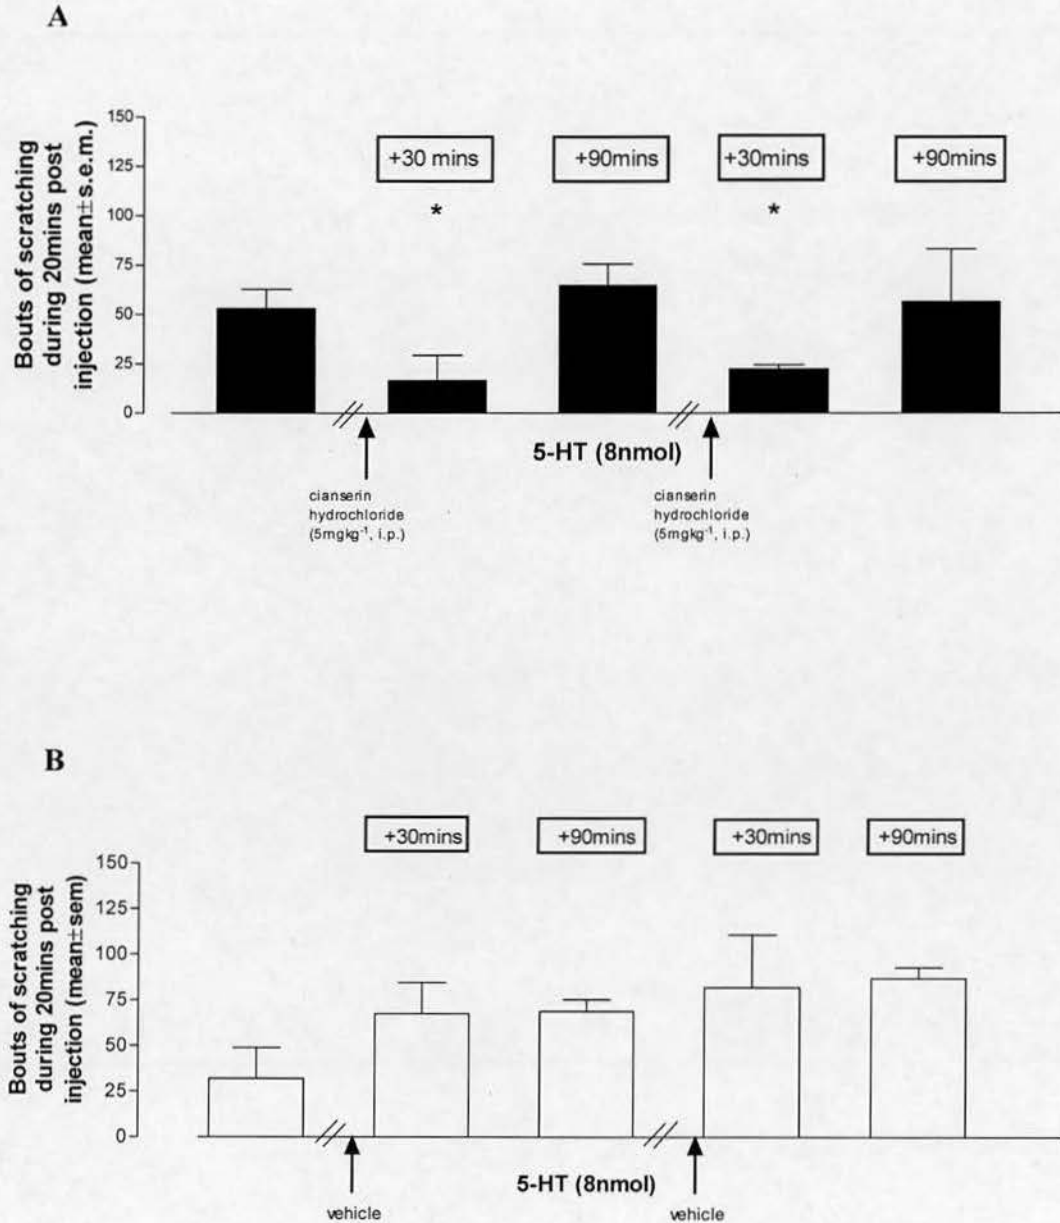 A
Bouts of scratching
during 20mins post
injection (mean±s.e.m.)
150
125
100
75
50
25
0
+30 mins
+90mins
+30mins
+90mins
*
*
5-HT (8nmol)
cianserin
hydrochloride
(5mgkg⁻¹, i.p.)
cianserin
hydrochloride
(5mgkg⁻¹, i.p.)
B
Bouts of scratching
during 20mins post
injection (mean±sem)
150
125
100
75
50
25
0
+30mins
+90mins
+30mins
+90mins
5-HT (8nmol)
vehicle
vehicle